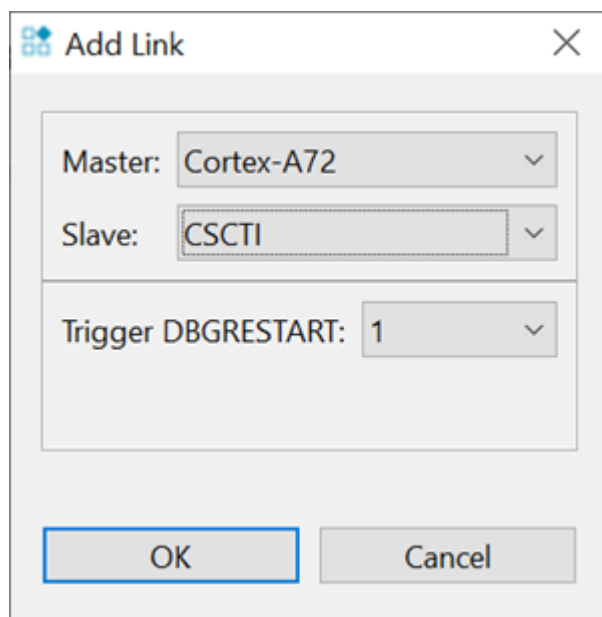 Add Link
Master: Cortex-A72
Slave: CSCTI
Trigger DBGRESTART: 1
OK Cancel